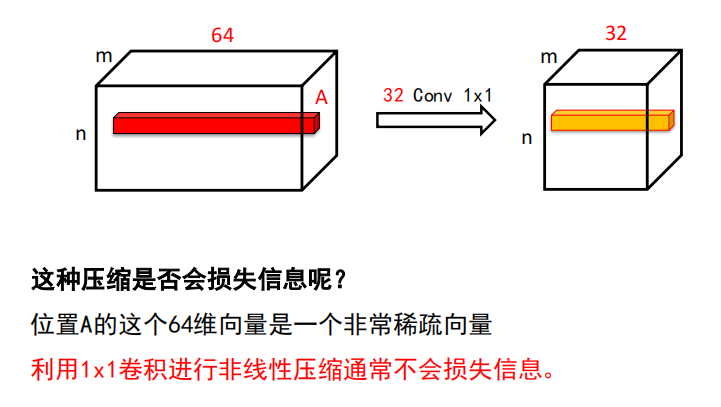 64
m
A
n
32 Conv 1x1
32
m
n
这种压缩是否会损失信息呢？
位置A的这个64维向量是一个非常稀疏向量
利用1x1卷积进行非线性压缩通常不会损失信息。